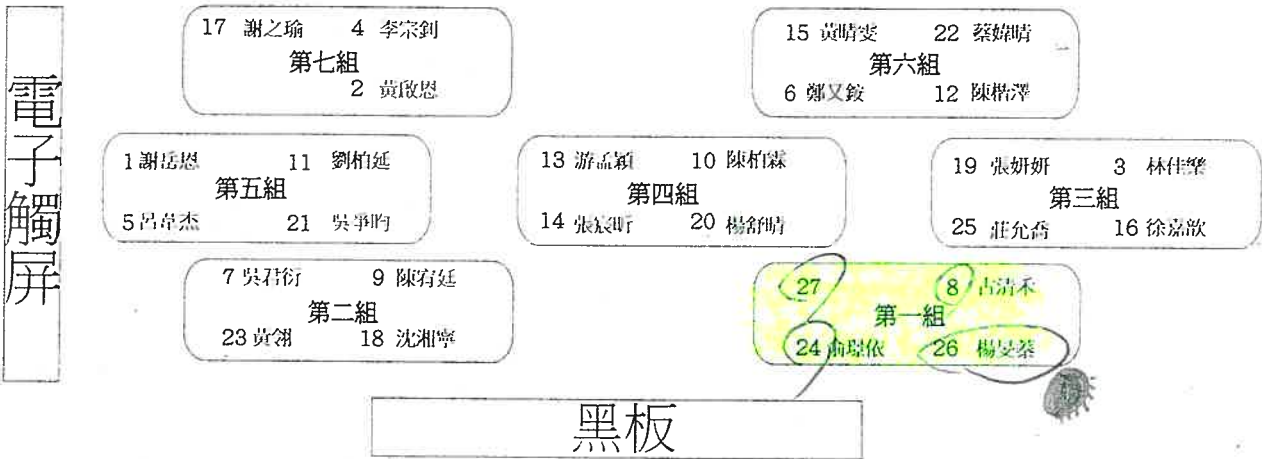 電子觸屏
17 謝之瑜 4 李宗釗
第七組
2 黃啟恩
15 黃晴雯 22 蔡媁晴
第六組
6 鄭又銨 12 陳楷澤
1 謝岳恩 11 劉柏延
第五組
5 呂韋杰 21 吳爭昀
13 游孟穎 10 陳柏霖
第四組
14 張宸昕 20 楊舒晴
19 張妍妍 3 林佳樂
第三組
25 莊允喬 16 徐嘉歆
7 吳君衍 9 陳宥廷
第二組
23 黃翎 18 沈湘寧
27 8 古清禾
第一組
24 俞璟依 26 楊旻蓁
黑板